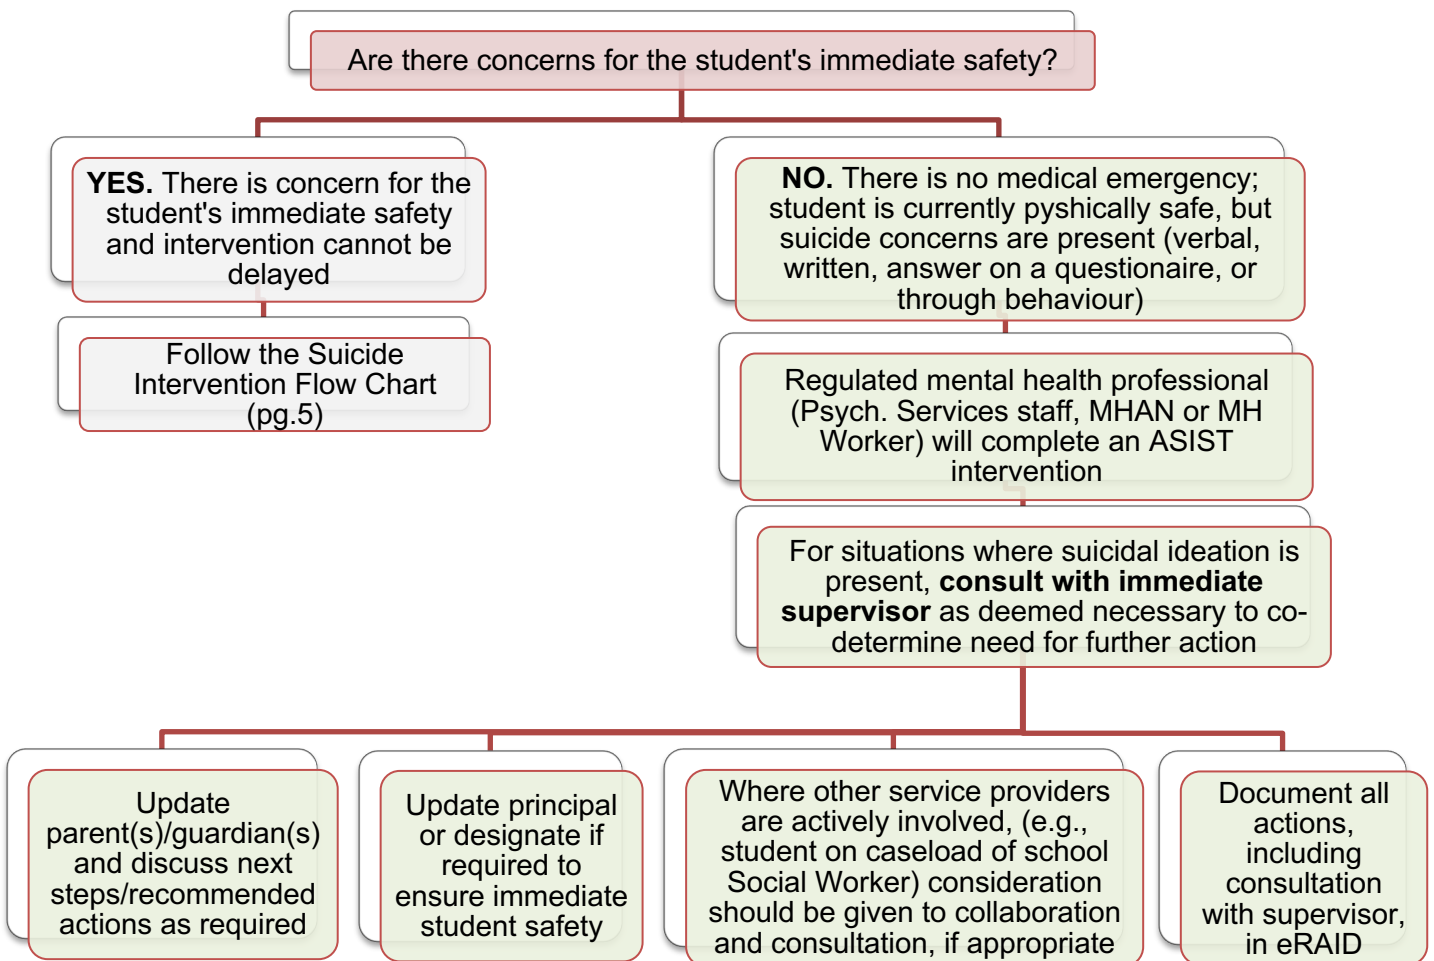 Are there concerns for the student's immediate safety?
YES. There is concern for the
student's immediate safety
and intervention cannot be
delayed
Follow the Suicide
Intervention Flow Chart
(pg.5)
NO. There is no medical emergency;
student is currently pyshically safe, but
suicide concerns are present (verbal,
written, answer on a questionaire, or
through behaviour)
Regulated mental health professional
(Psych. Services staff, MHAN or MH
Worker) will complete an ASIST
intervention
For situations where suicidal ideation is
present, consult with immediate
supervisor as deemed necessary to co-
determine need for further action
Update
parent(s)/guardian(s)
and discuss next
steps/recommended
actions as required
Update principal
or designate if
required to
ensure immediate
student safety
Where other service providers
are actively involved, (e.g.,
student on caseload of school
Social Worker) consideration
should be given to collaboration
and consultation, if appropriate
Document all
actions,
including
consultation
with supervisor,
in eRAID